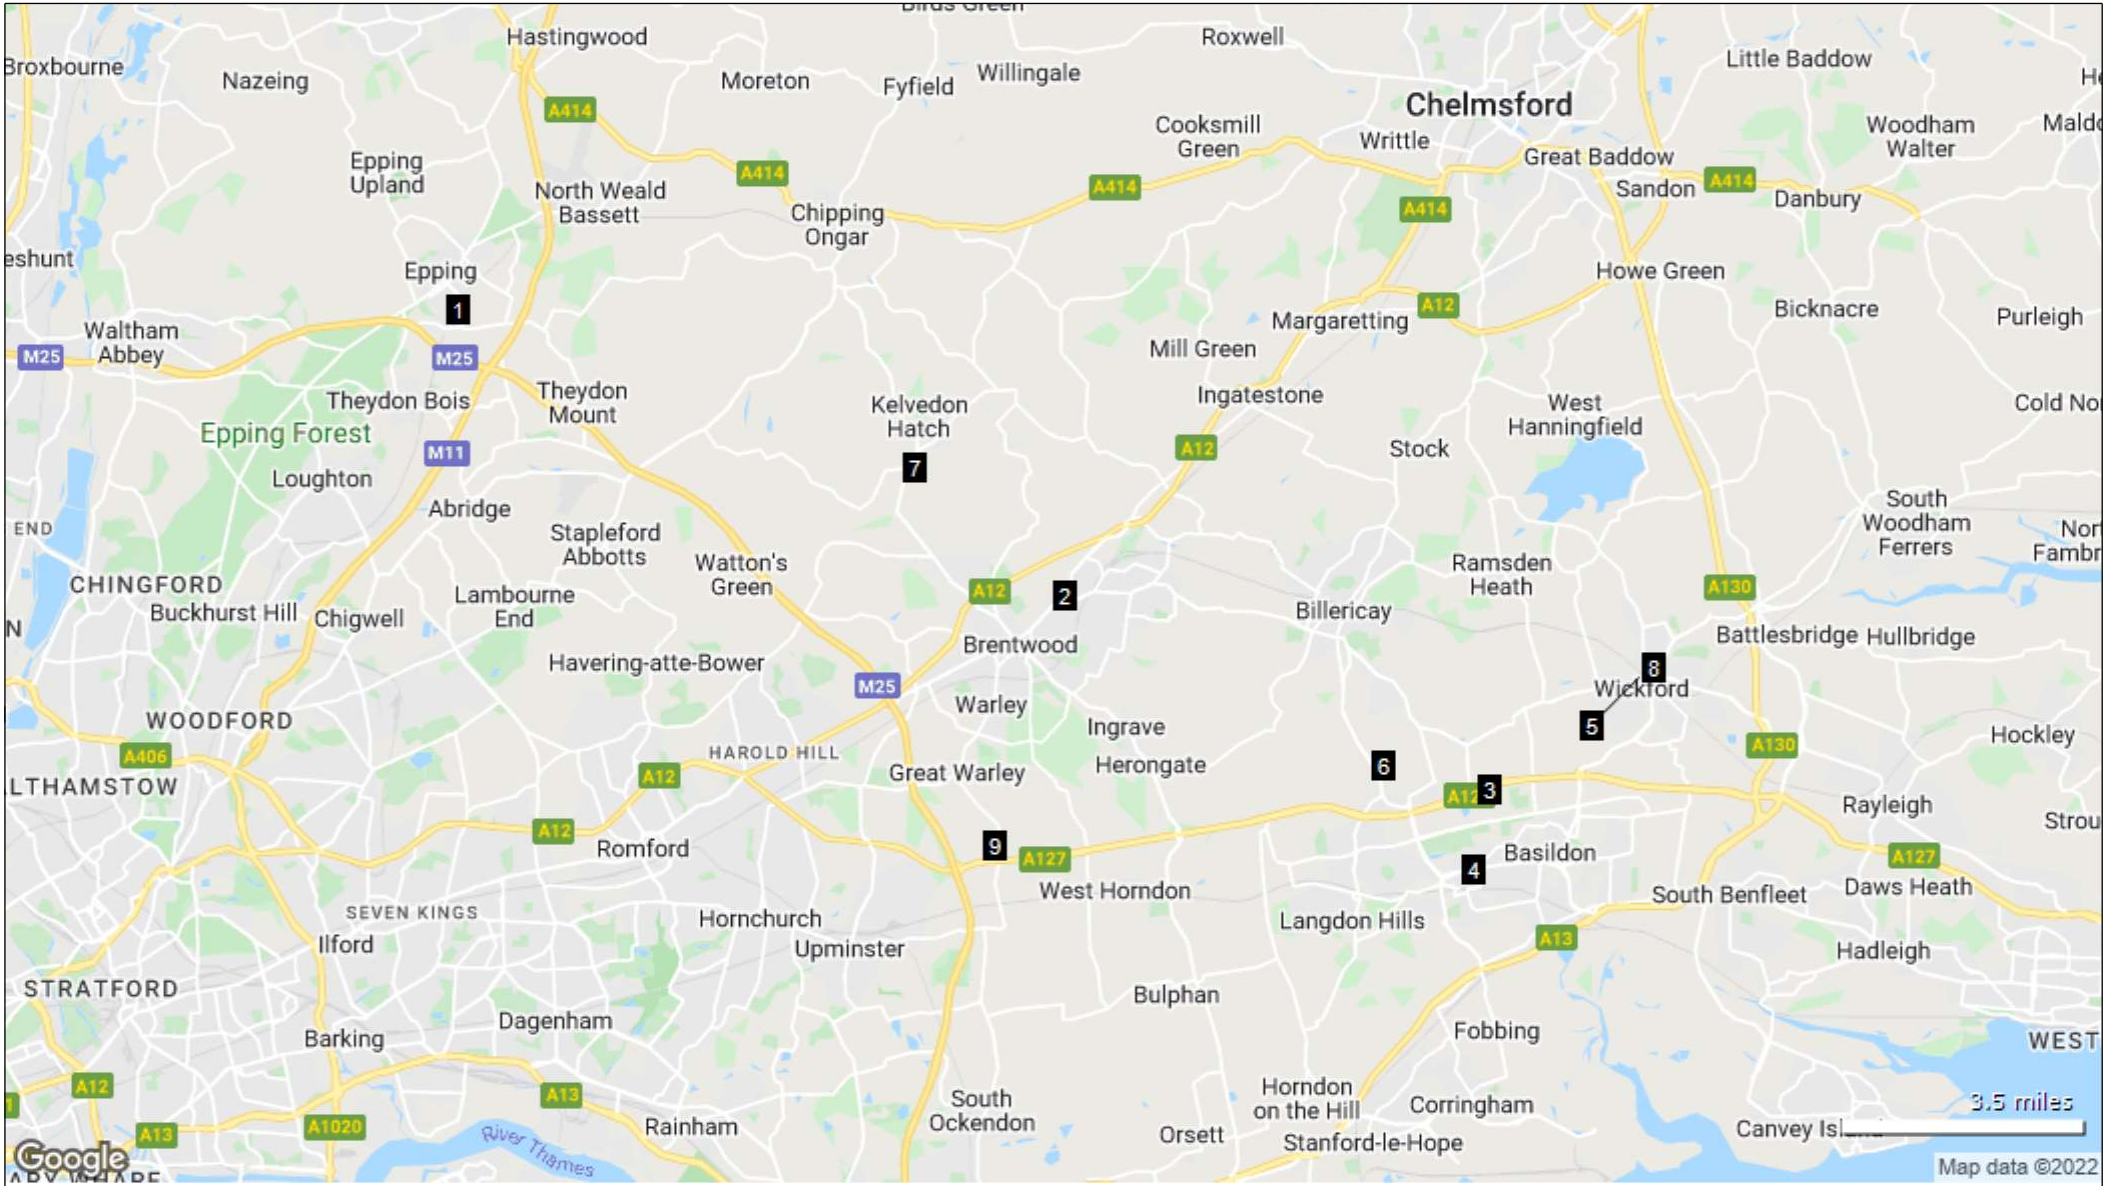 Hastingwood
Roxwell
Broxbourne
Nazeing
Moreton
Fyfield
Willingale
Little Baddow
A414
Chelmsford
Cooksmill
Green
Writtle
Woodham
Walter
Great Baddow
Epping
Upland
A414
A414
A414
A414
North Weald
Bassett
Sandon
Danbury
Chipping
Ongar
eshunt
Epping
Howe Green
1
A12
Bicknacre
Purleigh
Waltham
Abbey
Margaretting
M25
M25
Mill Green
Theydon Bois
Theydon
Mount
Kelvedon
Hatch
Ingatestone
West
Hanningfield
Epping Forest
M11
7
A12
Stock
Loughton
Abridge
South
Woodham
Ferrers
END
Stapleford
Abbotts
Watton's
Green
Ramsden
Heath
CHINGFORD
Buckhurst Hill
Chigwell
Lambourne
End
A12
2
Billericay
A130
N
Brentwood
Battlesbridge
Hullbridge
Havering-atte-Bower
8
M25
Wickford
WOODFORD
Warley
Ingrave
5
Hockley
A406
HAROLD HILL
A130
A12
Great Warley
Herongate
6
LTHAMSTOW
3
Rayleigh
A12
Romford
9
A127
4
Basildon
A127
West Horndon
South Benfleet
Daws Heath
SEVEN KINGS
Hornchurch
Langdon Hills
Ilford
Upminster
A13
Hadleigh
STRATFORD
Bulphan
Dagenham
Barking
Fobbing
WEST
A12
A13
South
Ockendon
Horndon
on the Hill
Corringham
3.5 miles
A13
A1020
River Thames
Rainham
Orsett
Stanford-le-Hope
Google
Map data ©2022